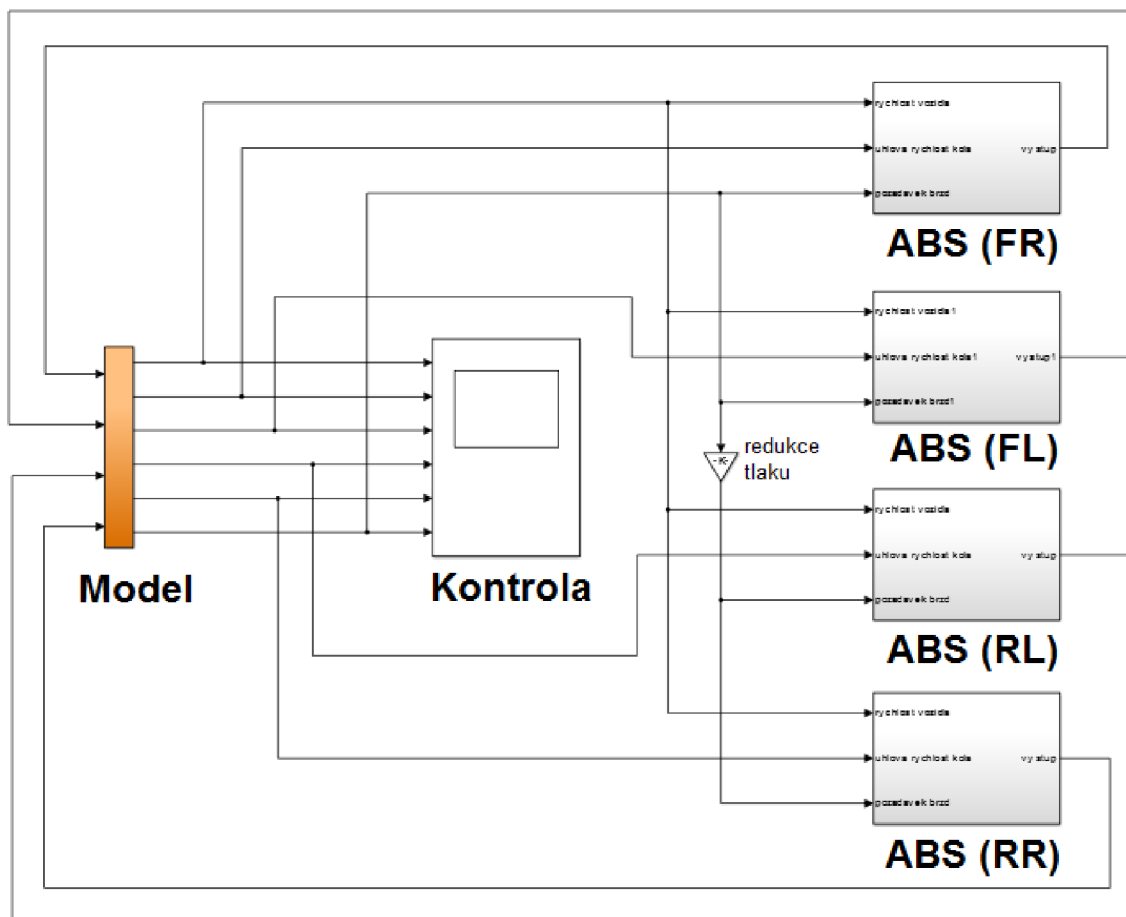 rychlost vozidla
uhlova rychlost kola
vystup
pozadavek brzd
ABS (FR)
rychlost vozidla1
uhlova rychlost kola1
vystup1
pozadavek brzd1
ABS (FL)
redukce
tlaku
-K-
rychlost vozidla
uhlova rychlost kola
vystup
pozadavek brzd
Model
Kontrola
ABS (RL)
rychlost vozidla
uhlova rychlost kola
vystup
pozadavek brzd
ABS (RR)